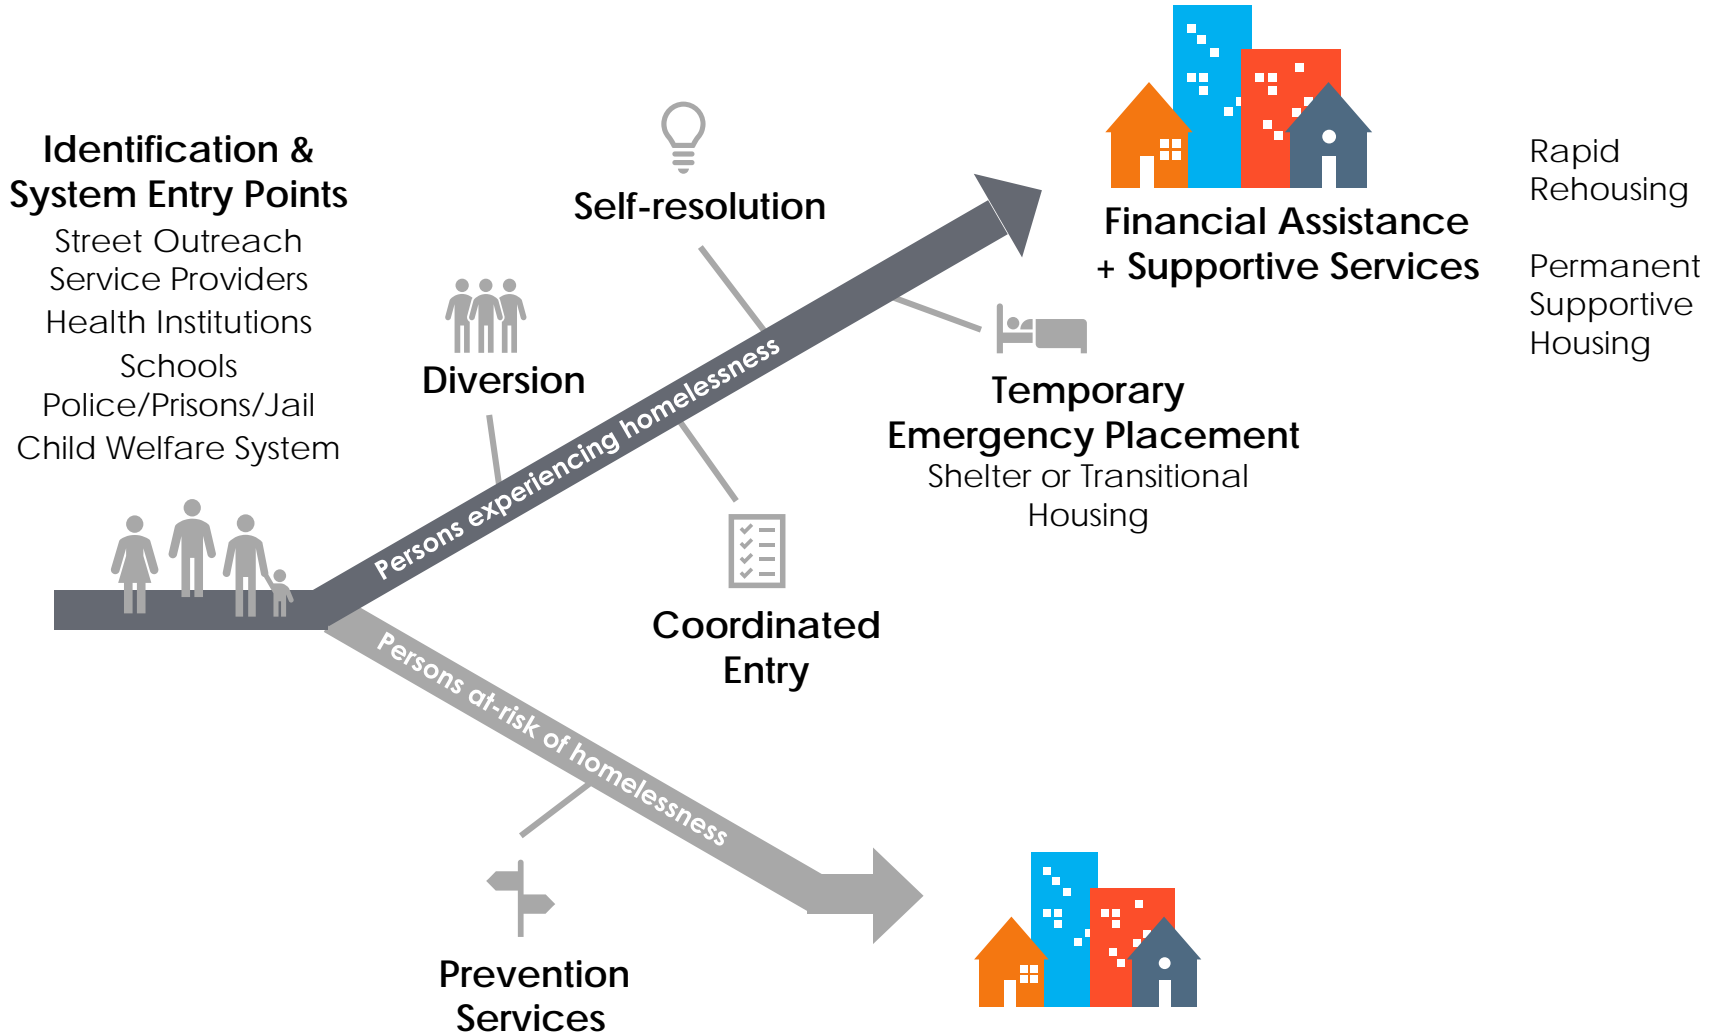 Identification &
System Entry Points
Street Outreach
Service Providers
Health Institutions
Schools
Police/Prisons/Jail
Child Welfare System
Diversion
Self-resolution
Persons experiencing homelessness
Coordinated
Entry
Temporary
Emergency Placement
Shelter or Transitional
Housing
Financial Assistance
+ Supportive Services
Rapid
Rehousing
Permanent
Supportive
Housing
Persons at-risk of homelessness
Prevention
Services